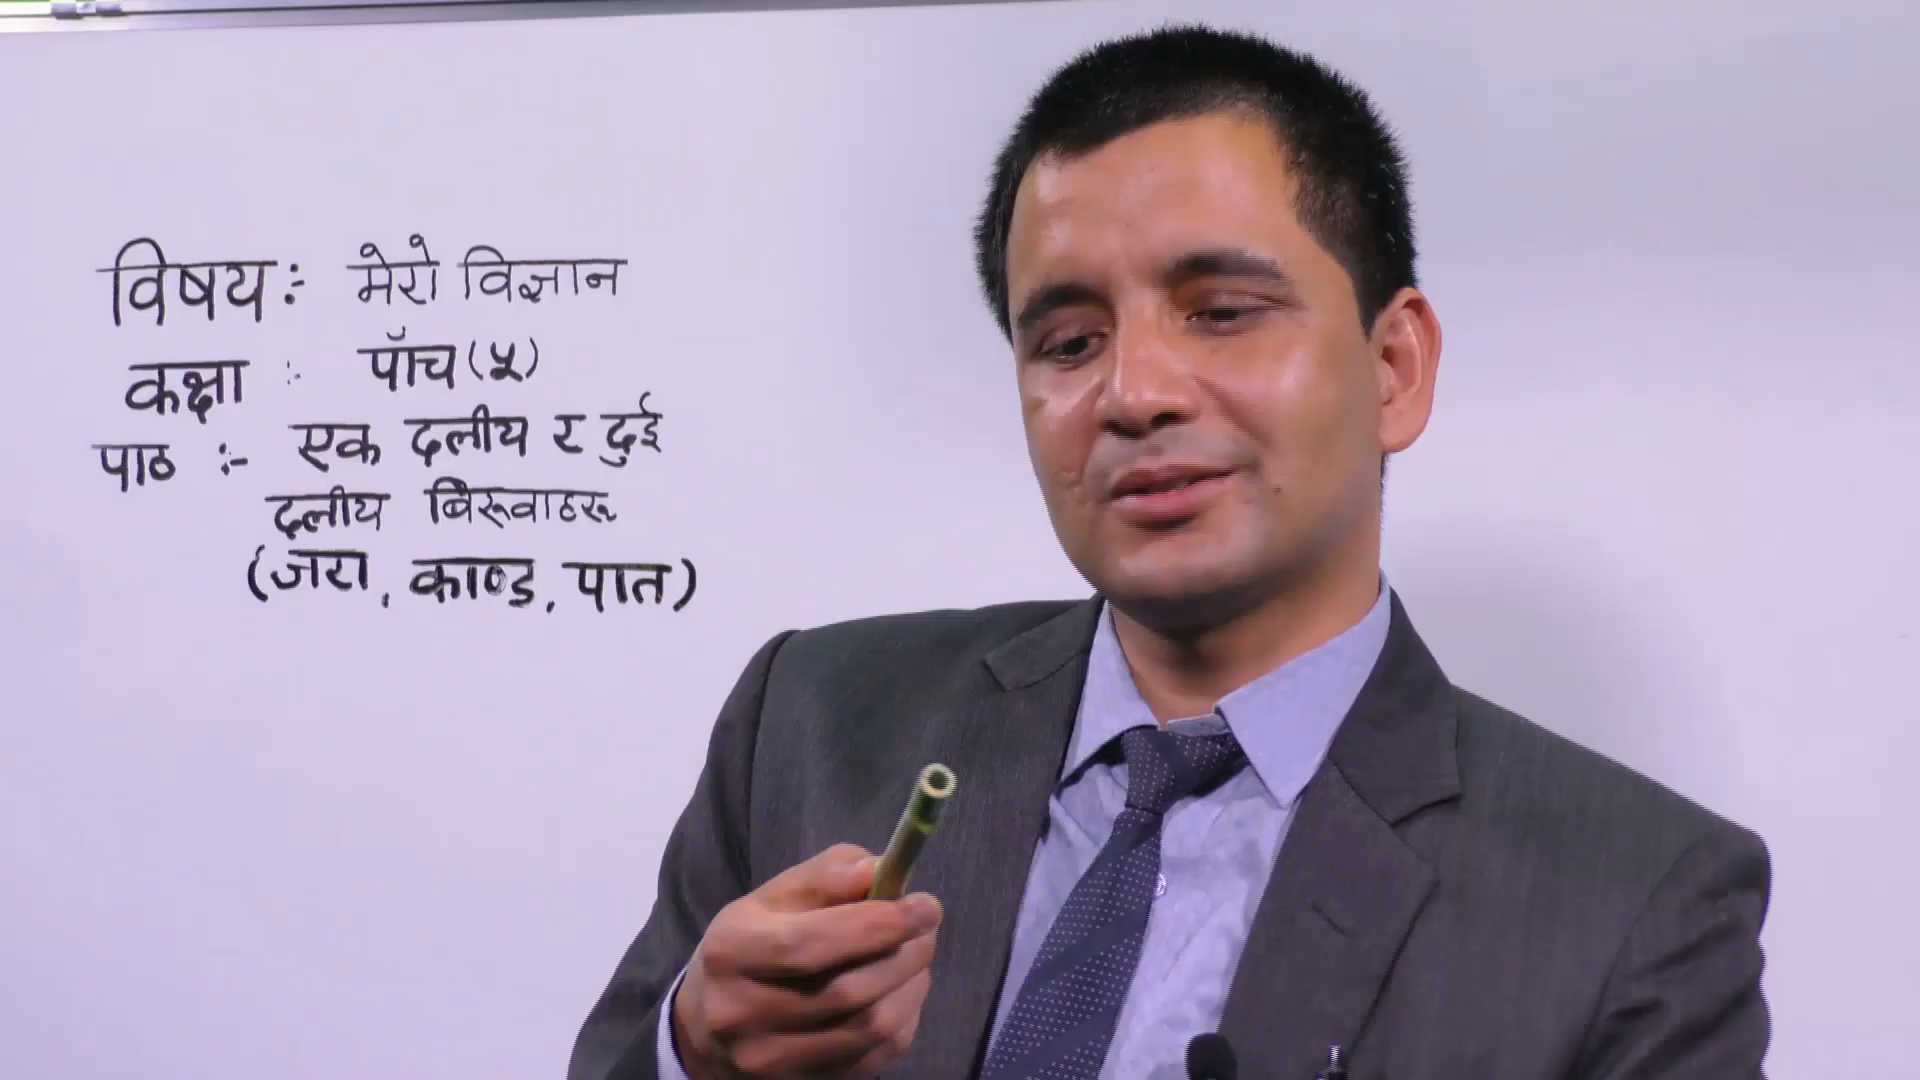 विषय:- मेरो विज्ञान
कक्षा :- पाँच (५)
पाठ :- एक दलीय र दुई
दलीय बिरूवाहरू
(जरा, काण्ड, पात)